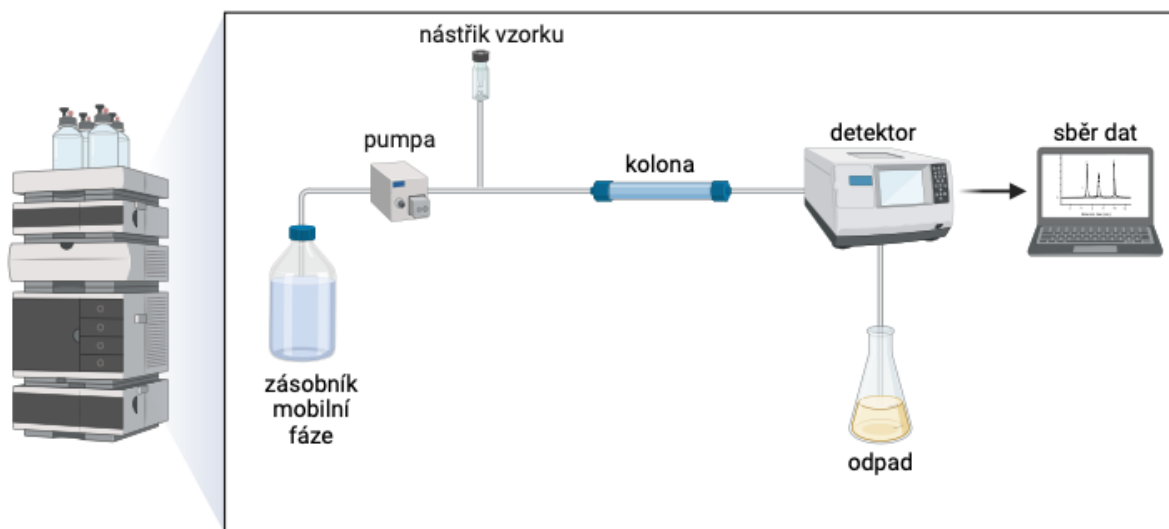 nástřik vzorku
pumpa
kolona
detektor
sběr dat
zásobník
mobilní
fáze
odpad